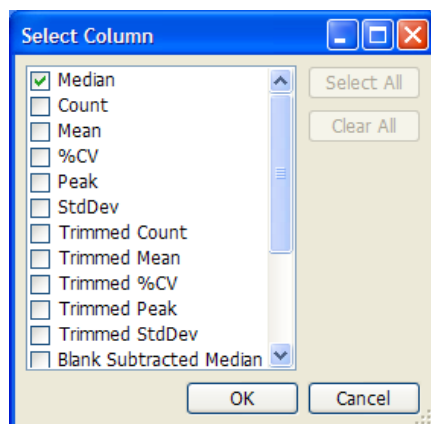 Select Column
Median
Select All
Count
Clear All
Mean
%CV
Peak
StdDev
Trimmed Count
Trimmed Mean
Trimmed %CV
Trimmed Peak
Trimmed StdDev
Blank Subtracted Median
OK
Cancel